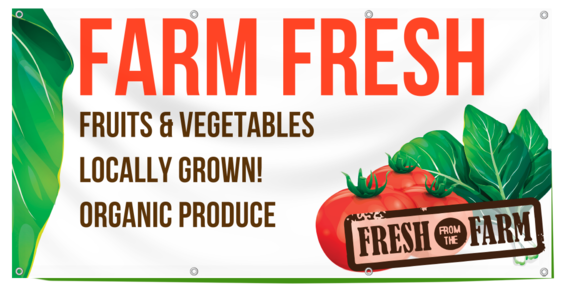 FARM FRESH
FRUITS & VEGETABLES
LOCALLY GROWN!
ORGANIC PRODUCE
FRESH FROM THE FARM